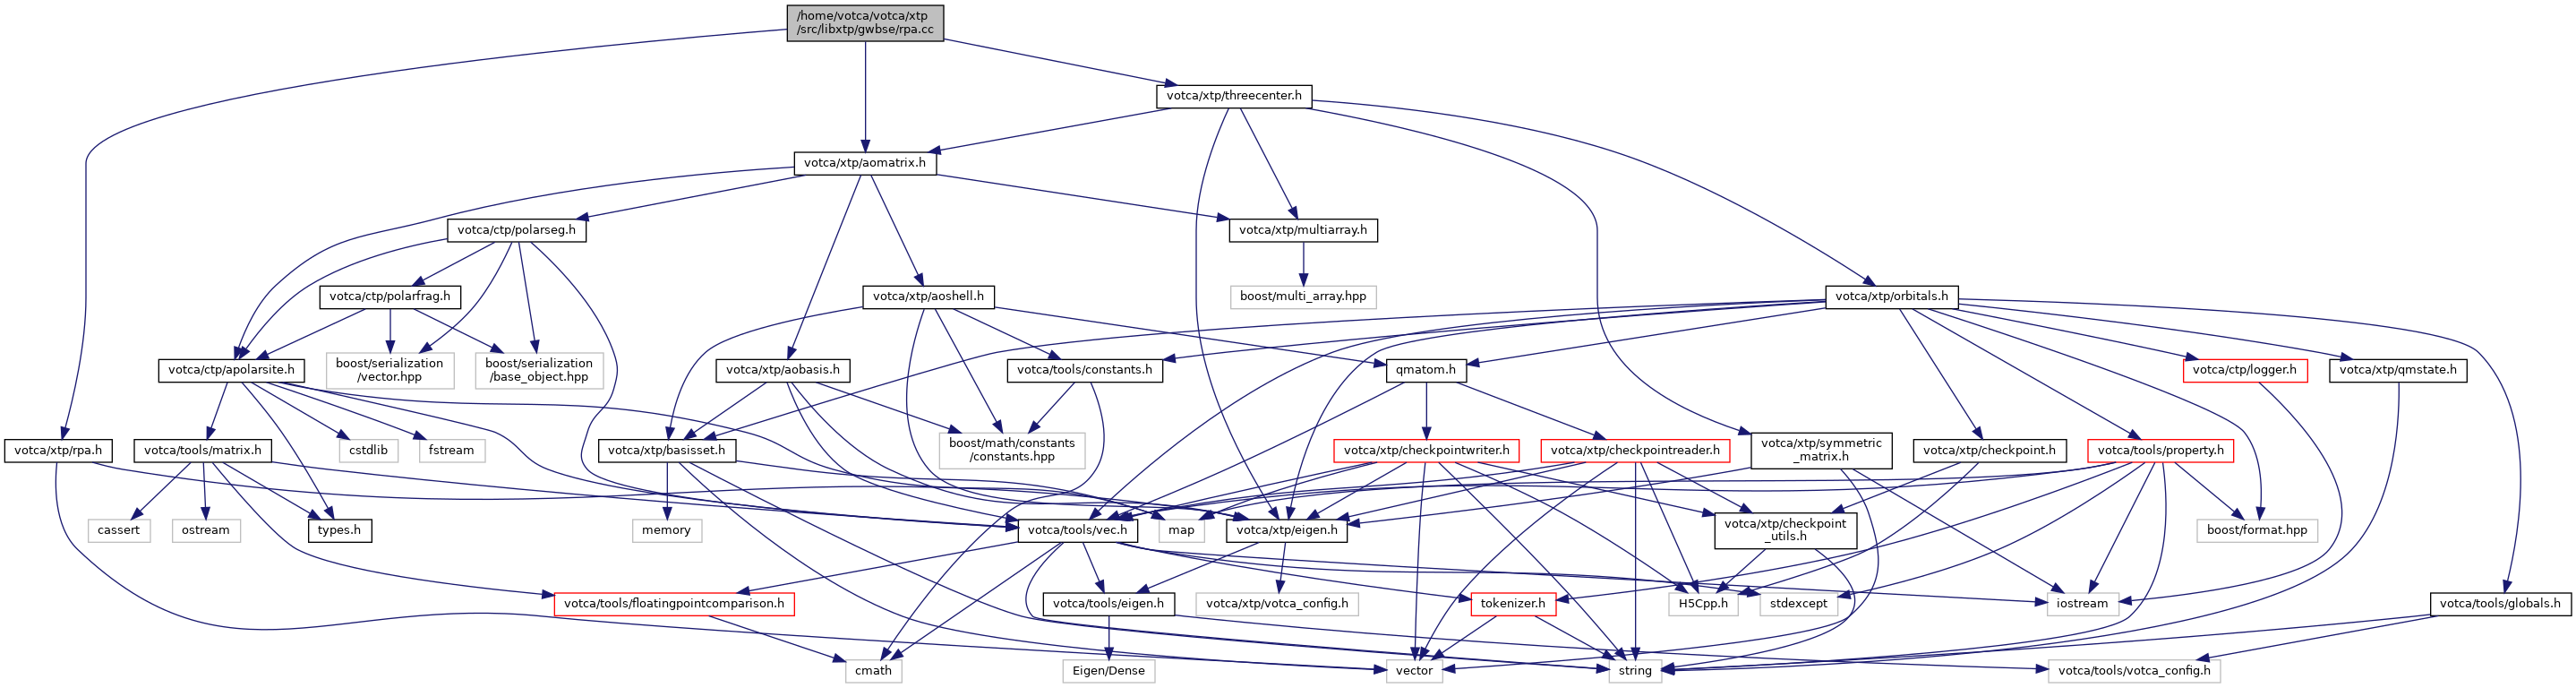 /home/votca/votca/xtp
/src/libxtp/gwbse/rpa.cc
votca/xtp/threecenter.h
votca/xtp/aomatrix.h
votca/ctp/polarseg.h
votca/xtp/multiarray.h
votca/ctp/polarfrag.h
votca/xtp/aoshell.h
boost/multi_array.hpp
votca/xtp/orbitals.h
votca/ctp/apolarsite.h
boost/serialization
/vector.hpp
boost/serialization
/base_object.hpp
votca/xtp/aobasis.h
votca/tools/constants.h
qmatom.h
votca/ctp/logger.h
votca/xtp/qmstate.h
votca/xtp/rpa.h
votca/tools/matrix.h
cstdlib
fstream
votca/xtp/basisset.h
boost/math/constants
/constants.hpp
votca/xtp/checkpointwriter.h
votca/xtp/checkpointreader.h
votca/xtp/symmetric
_matrix.h
votca/xtp/checkpoint.h
votca/tools/property.h
cassert
ostream
types.h
memory
votca/tools/vec.h
map
votca/xtp/eigen.h
votca/xtp/checkpoint
_utils.h
boost/format.hpp
votca/tools/floatingpointcomparison.h
votca/tools/eigen.h
votca/xtp/votca_config.h
tokenizer.h
H5Cpp.h
stdexcept
iostream
votca/tools/globals.h
cmath
Eigen/Dense
vector
string
votca/tools/votca_config.h